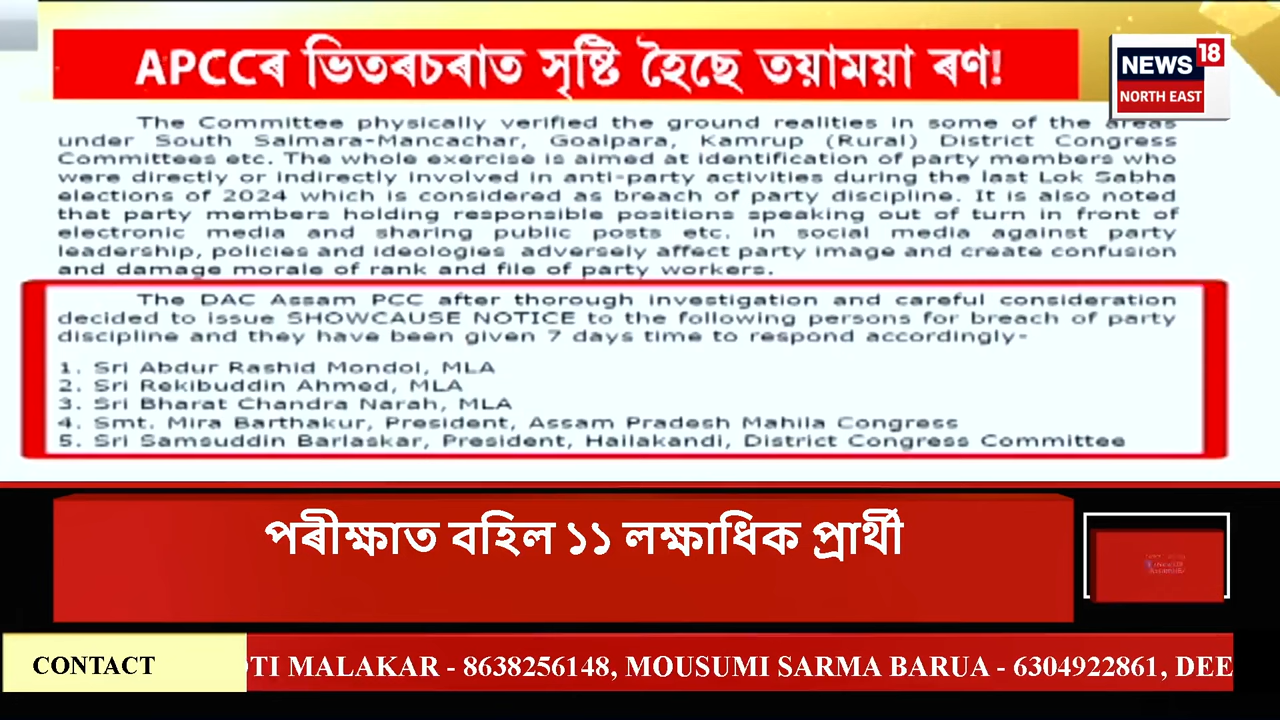 APCCৰ ভিতৰচৰাত সৃষ্টি হৈছে তয়াময়া ৰণ!
NEWS 18
NORTH EAST
The Committee physically verified the ground realities in some of the areas
under South Salmara-Mancachar, Goalpara, Kamrup (Rural) District Congress
Committees etc. The whole exercise is aimed at identification of party members who
were directly or indirectly involved in anti-party activities during the last Lok Sabha
elections of 2024 which is considered as breach of party discipline. It is also noted
that party members holding responsible positions speaking out of turn in front of
electronic media and sharing public posts etc. in social media against party
leadership, policies and ideologies adversely affect party image and create confusion
and damage morale of rank and file of party workers.
The DAC Assam PCC after thorough investigation and careful consideration
decided to issue SHOWCAUSE NOTICE to the following persons for breach of party
discipline and they have been given 7 days time to respond accordingly-
1. Sri Abdur Rashid Mondol, MLA
2. Sri Rekibuddin Ahmed, MLA
3. Sri Bharat Chandra Narah, MLA
4. Smt. Mira Barthakur, President, Assam Pradesh Mahila Congress
5. Sri Samsuddin Barlaskar, President, Hailakandi, District Congress Committee
পৰীক্ষাত বহিল ১১ লক্ষাধিক প্ৰাৰ্থী
CONTACT OTI MALAKAR - 8638256148, MOUSUMI SARMA BARUA - 6304922861, DEE